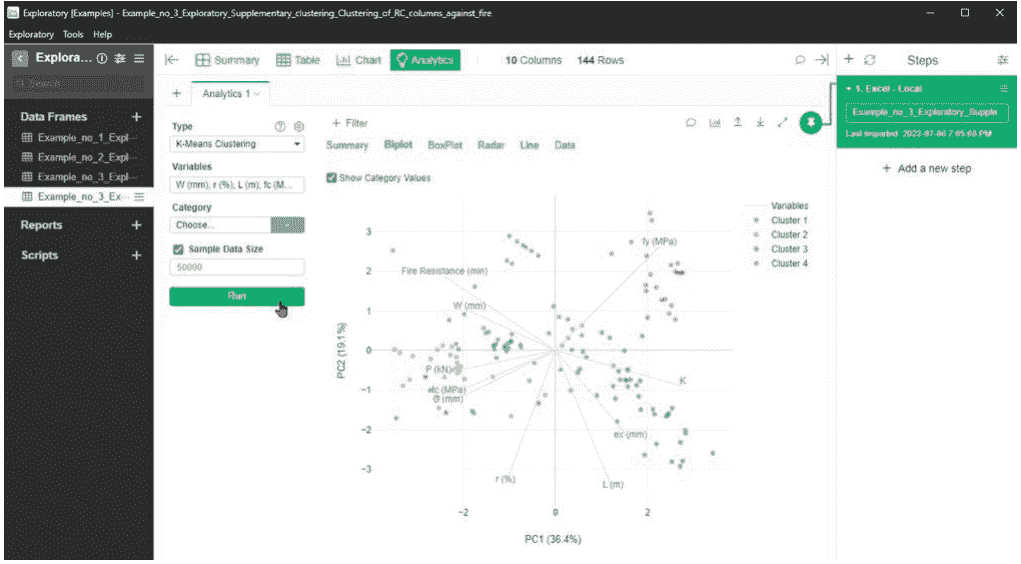 Exploratory [Examples] - Example_no_3_Exploratory_Supplementary_clustering_Clustering_of_RC_columns_against_fire
Exploratory Tools Help
Explora...
Summary Table Chart Analytics 10 Columns 144 Rows
Steps
Search
Analytics 1
1. Excel - Local
Example_no_3_Exploratory_Supple
Last imported 2022-07-06 7:05:08 PM
+ Add a new step
Data Frames +
Example_no_1_Expl...
Example_no_2_Expl...
Example_no_3_Expl...
Example_no_3_Ex...
Reports +
Scripts +
Type
K-Means Clustering
Variables
W (mm), r (%), L (m), fc (M...
Category
Choose...
Sample Data Size
50000
Run
+ Filter
Summary Biplot BoxPlot Radar Line Data
Show Category Values
Variables
Cluster 1
Cluster 2
Cluster 3
Cluster 4
fy (MPa)
Fire Resistance (min)
W (mm)
P (kN)
fc (MPa)
(mm)
K
ex (mm)
r (%)
L (m)
PC2 (19.1%)
3
2
1
0
−1
−2
−3
−2 0 2
PC1 (36.4%)